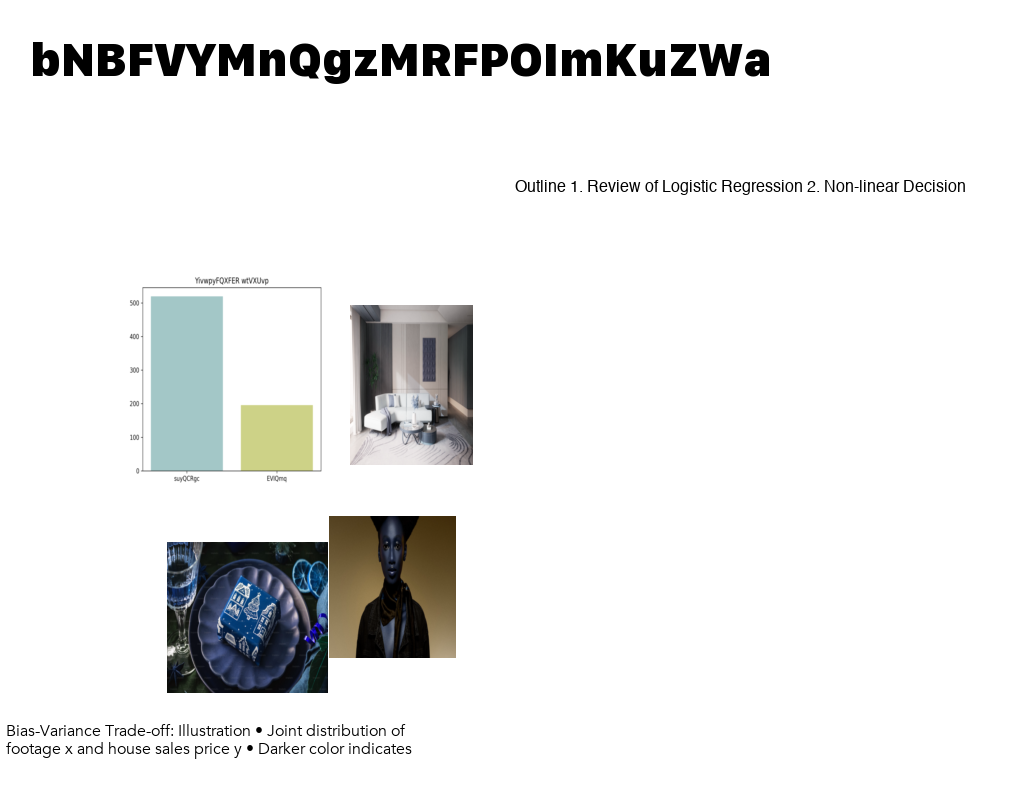 bNBFVYMnQgzMRFPOImKuZWa
Outline 1. Review of Logistic Regression 2. Non-linear Decision
YivwpyFQXFER wtVXUvp
500
400
300
200
100
0
suyQCRgc
EVIQmq
Bias-Variance Trade-off: Illustration • Joint distribution of
footage x and house sales price y • Darker color indicates